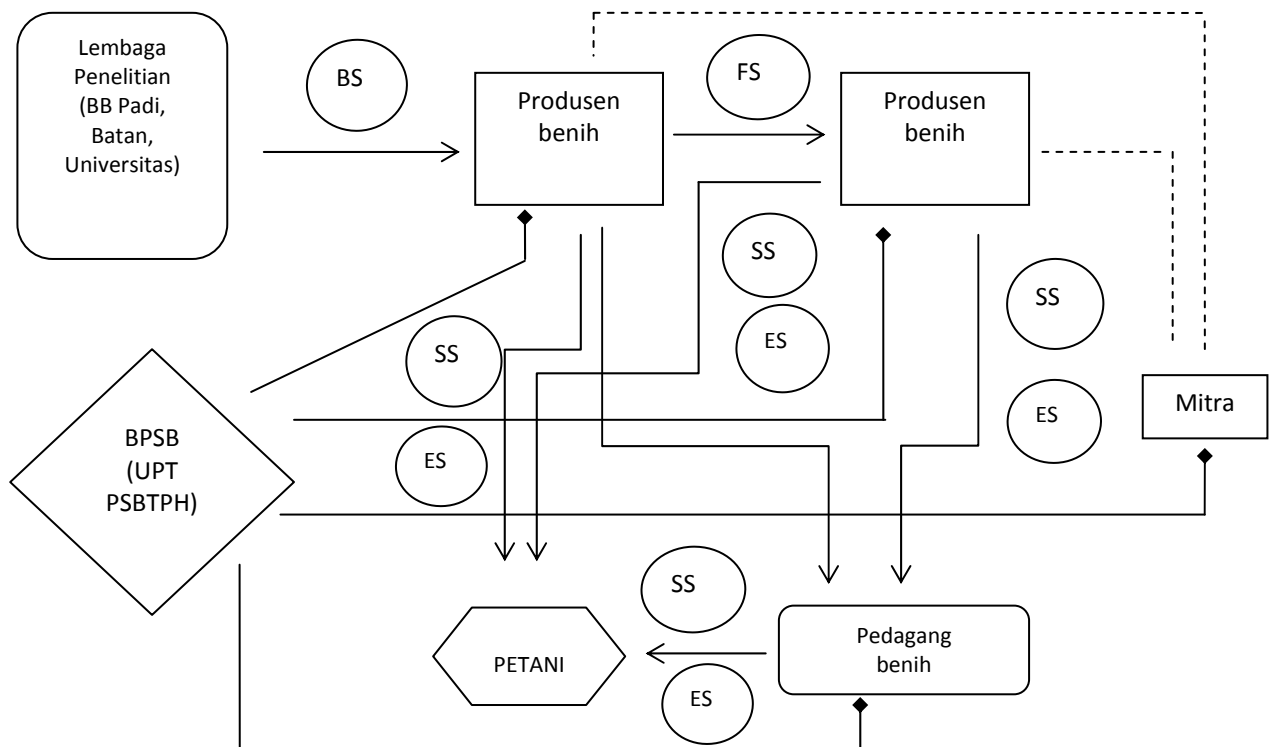 Lembaga
Penelitian
(BB Padi,
Batan,
Universitas)
BS
Produsen
benih
FS
Produsen
benih
SS
ES
SS
ES
SS
ES
Mitra
BPSB
(UPT
PSBTPH)
SS
ES
PETANI
Pedagang
benih